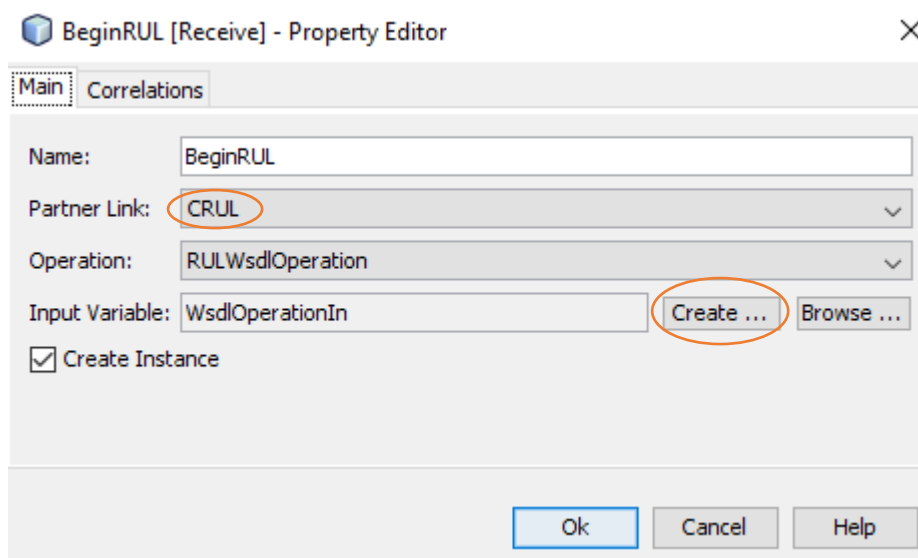 BeginRUL [Receive] - Property Editor
Main Correlations
Name: BeginRUL
Partner Link: CRUL
Operation: RULWsdlOperation
Input Variable: WsdlOperationIn Create ... Browse ...
Create Instance
Ok Cancel Help